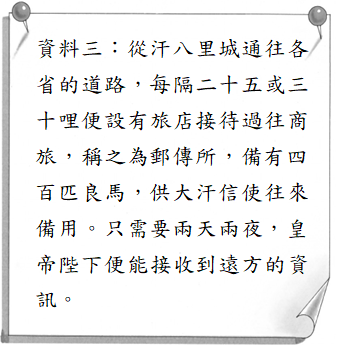 資料三：從汗八里城通往各
省的道路，每隔二十五或三
十哩便設有旅店接待過往商
旅，稱之為郵傳所，備有四
百匹良馬，供大汗信使往來
備用。只需要兩天兩夜，皇
帝陛下便能接收到遠方的資
訊。